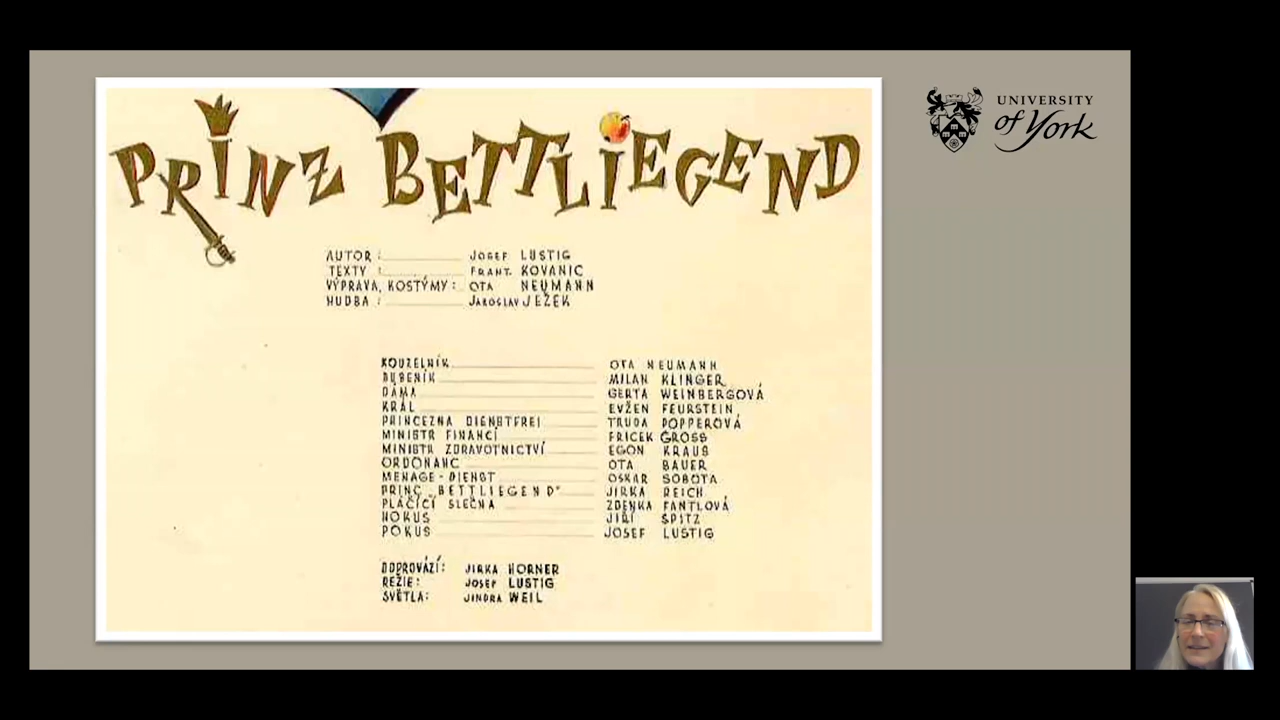 PRINZ BETTLIEGEND
AUTOR : JOSEF LUSTIG
TEXTY : FRANT. KOVANIC
VÝPRAVA, KOSTÝMY : OTA NEUMANN
HUDBA : JAROSLAV JEŽEK
KOUZELNÍK OTA NEUMANN
BUBENÍK MILAN KLINGER
DÁMA GERTA WEINBERGOVÁ
KRÁL EVŽEN FEURSTEIN
PRINCEZNA DIENSTFREI TRUDA POPPEROVÁ
MINISTR FINANCÍ FRICEK GROSS
MINISTR ZDRAVOTNICTVÍ EGON KRAUS
ORDONANC OTA BAUER
MENAGE-DIENST OSKAR SOBOTA
PRINC „BETTLIEGEND" JIRKA REICH
PLAČÍCÍ SLEČNA ZDENKA FANTLOVÁ
HOKUS JIŘÍ SPITZ
POKUS JOSEF LUSTIG
DOPROVÁZÍ: JIRKA HORNER
REŽIE: JOSEF LUSTIG
SVĚTLA: JINDRA WEIL
UNIVERSITY
of York